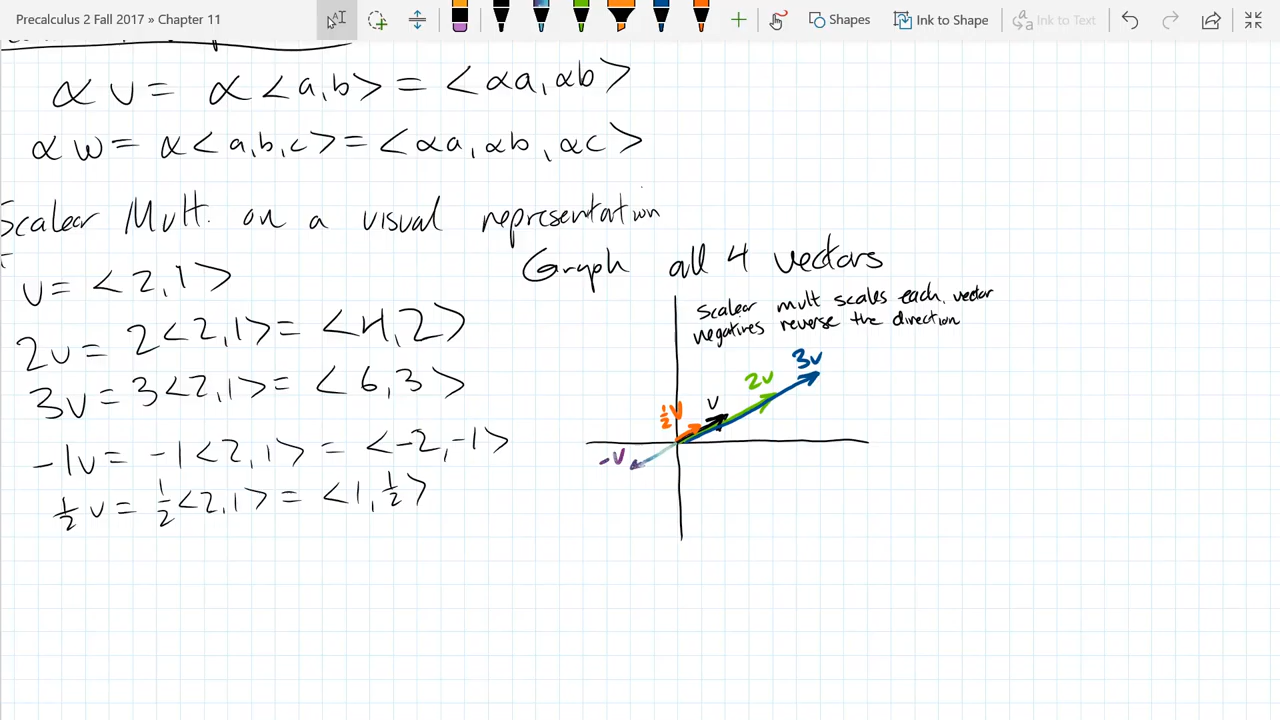 Precalculus 2 Fall 2017 » Chapter 11
Shapes
Ink to Shape
Ink to Text
αv = α<a,b> = <αa, αb>
αw = α<a,b,c> = <αa, αb, αc>
Scalear Mult. on a visual representation
v = <2,1>
2v = 2<2,1> = <4,2>
3v = 3<2,1> = <6,3>
-1v = -1<2,1> = <-2,-1>
½v = ½<2,1> = <1,½>
Graph all 4 vectors
Scalear mult scales each vector
negatives reverse the direction
3v
2v
v
½v
-v